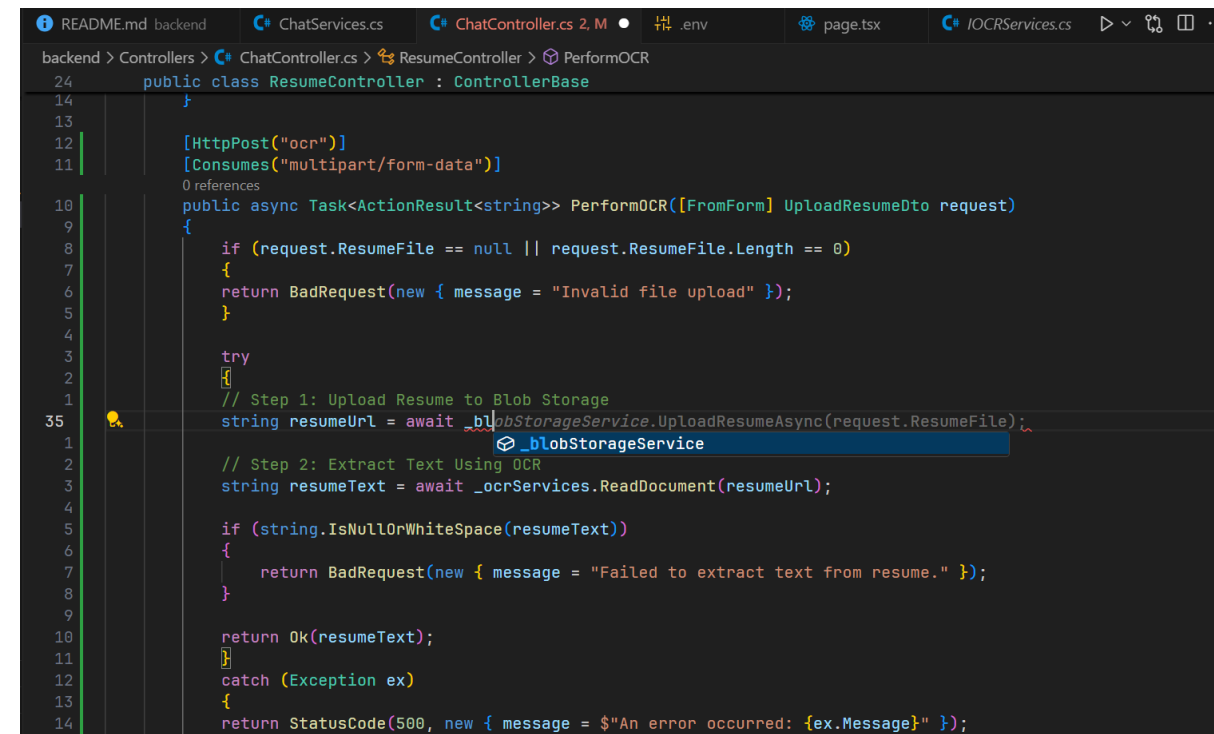 README.md backend ChatServices.cs ChatController.cs 2, M .env page.tsx IOCRServices.cs
backend > Controllers > ChatController.cs > ResumeController > PerformOCR
24 public class ResumeController : ControllerBase
14 }
13
12 [HttpPost("ocr")]
11 [Consumes("multipart/form-data")]
0 references
10 public async Task<ActionResult<string>> PerformOCR([FromForm] UploadResumeDto request)
9 {
8 if (request.ResumeFile == null || request.ResumeFile.Length == 0)
7 {
6 return BadRequest(new { message = "Invalid file upload" });
5 }
4
3 try
2 {
1 // Step 1: Upload Resume to Blob Storage
35 string resumeUrl = await _blobStorageService.UploadResumeAsync(request.ResumeFile);
1 _blobStorageService
2 // Step 2: Extract Text Using OCR
3 string resumeText = await _ocrServices.ReadDocument(resumeUrl);
4
5 if (string.IsNullOrWhiteSpace(resumeText))
6 {
7 return BadRequest(new { message = "Failed to extract text from resume." });
8 }
9
10 return Ok(resumeText);
11 }
12 catch (Exception ex)
13 {
14 return StatusCode(500, new { message = $"An error occurred: {ex.Message}" });